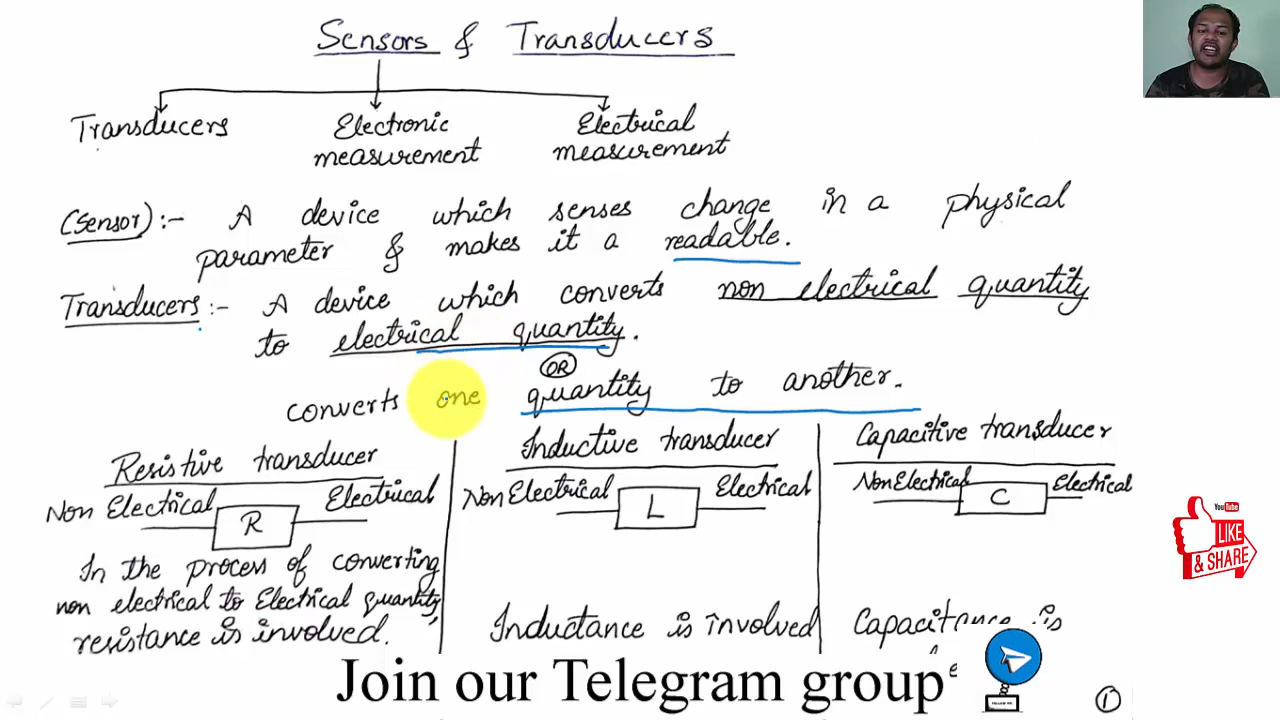 Sensors & Transducers
Transducers
Electronic
measurement
Electrical
measurement
(Sensor) :- A device which senses change in a physical
parameter & makes it a readable.
Transducers :- A device which converts non electrical quantity
to electrical quantity.
OR
converts one quantity to another.
Resistive transducer
Non Electrical
Electrical
R
In the process of converting
non electrical to Electrical quantity,
resistance is involved.
Inductive transducer
Non Electrical
Electrical
L
Inductance is involved
Capacitive transducer
Non Electrical
Electrical
C
Capacitance is
YouTube
LIKE
& SHARE
Join our Telegram group
FOLLOW ME
1